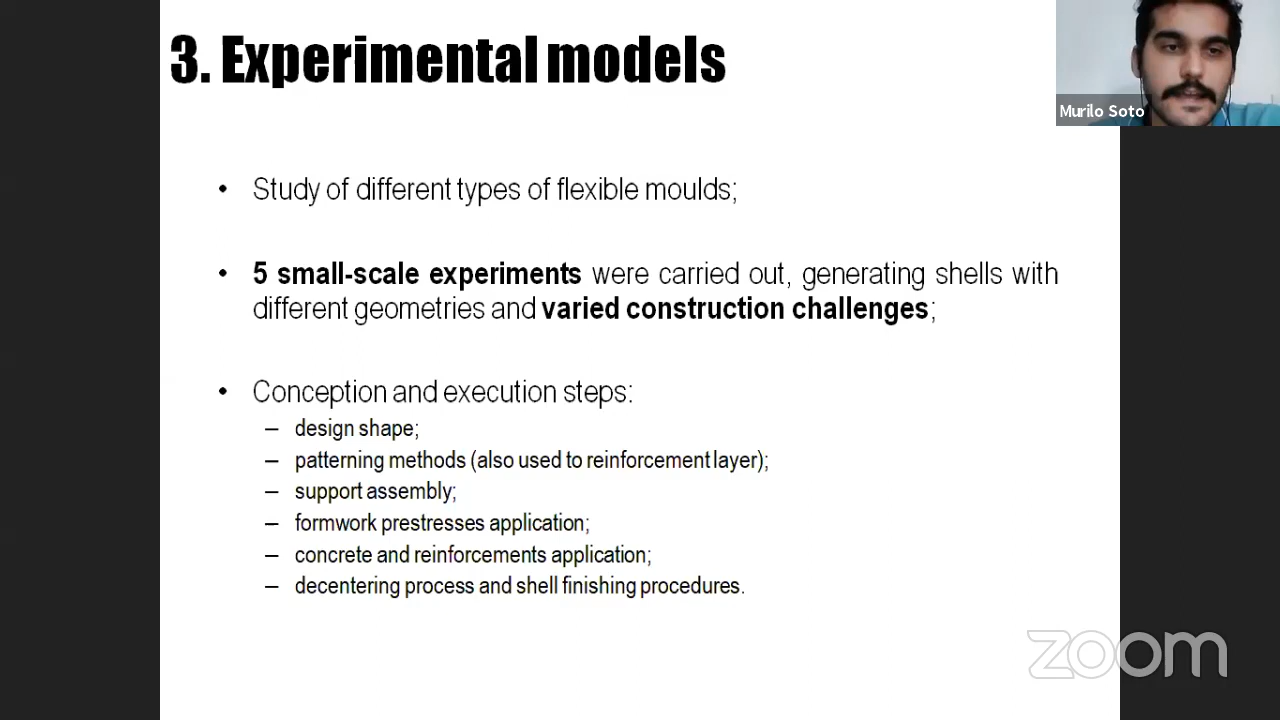 3. Experimental models
Murilo Soto
• Study of different types of flexible moulds;
• 5 small-scale experiments were carried out, generating shells with
different geometries and varied construction challenges;
• Conception and execution steps:
– design shape;
– patterning methods (also used to reinforcement layer);
– support assembly;
– formwork prestresses application;
– concrete and reinforcements application;
– decentering process and shell finishing procedures.
zoom